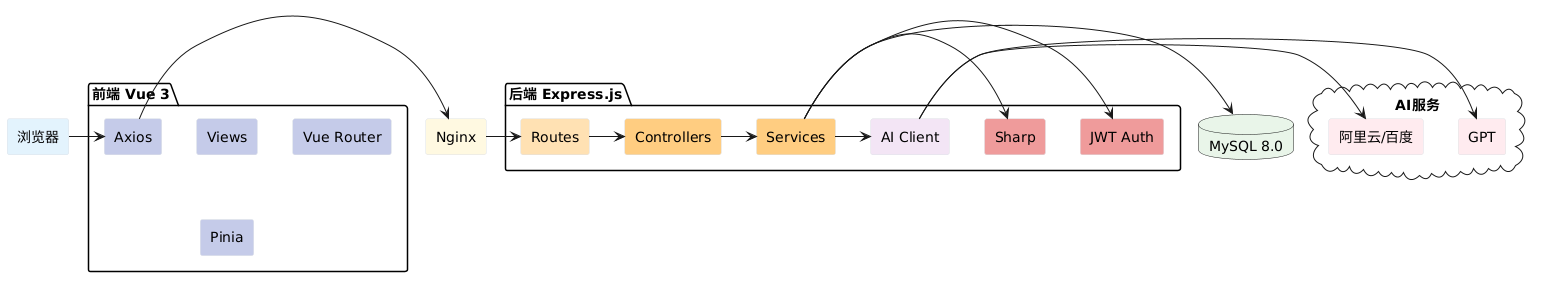 前端 Vue 3
后端 Express.js
AI服务
浏览器
Axios
Views
Vue Router
Nginx
Routes
Controllers
Services
AI Client
Sharp
JWT Auth
MySQL 8.0
阿里云/百度
GPT
Pinia